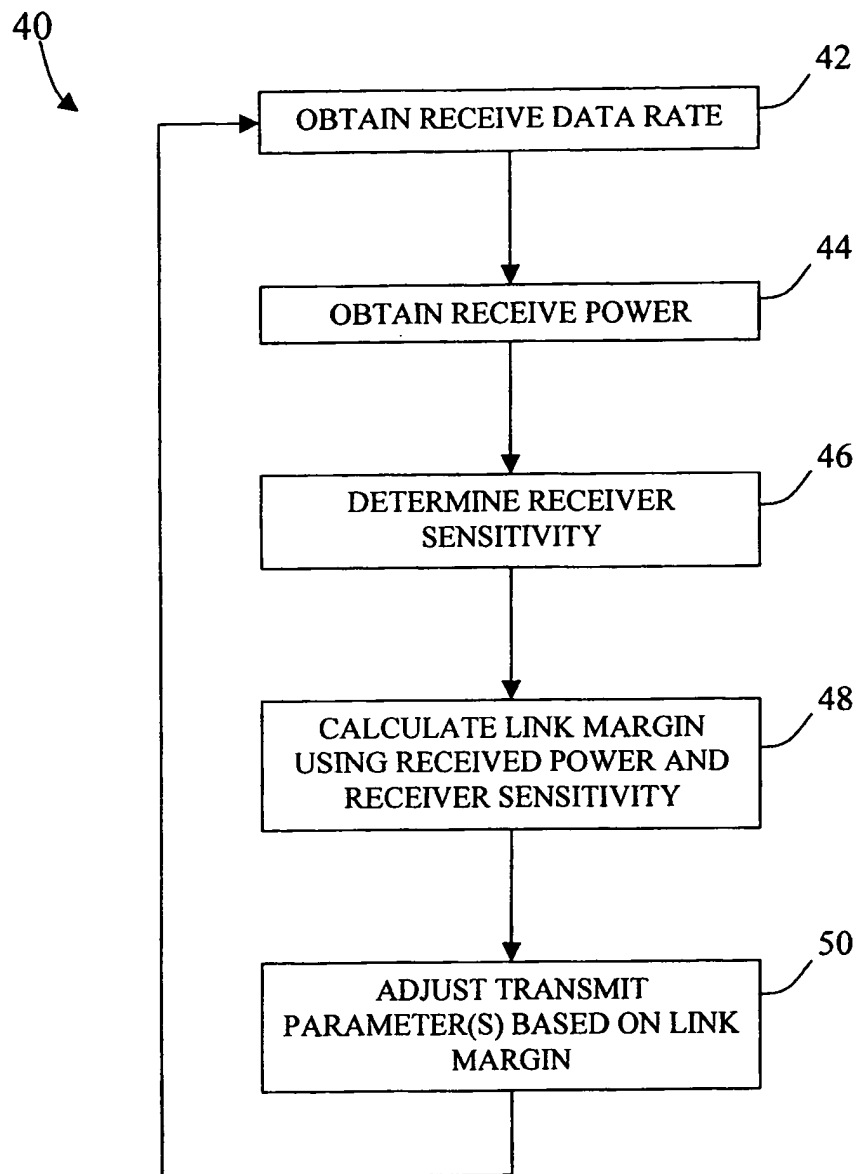 40
42
OBTAIN RECEIVE DATA RATE
44
OBTAIN RECEIVE POWER
46
DETERMINE RECEIVER
SENSITIVITY
48
CALCULATE LINK MARGIN
USING RECEIVED POWER AND
RECEIVER SENSITIVITY
50
ADJUST TRANSMIT
PARAMETER(S) BASED ON LINK
MARGIN